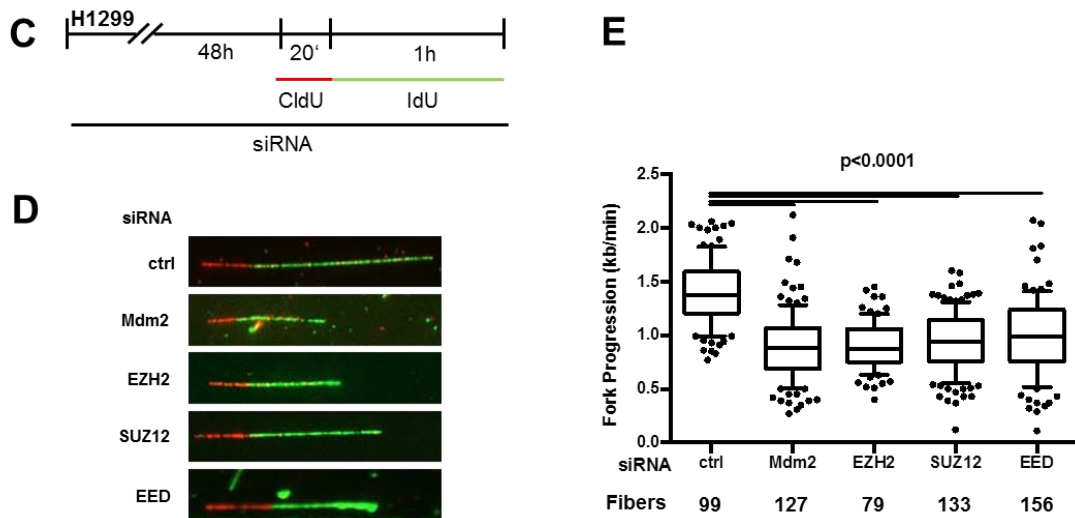 C
H1299
48h 20‘ 1h
CldU IdU
siRNA
D
siRNA
ctrl
Mdm2
EZH2
SUZ12
EED
E
p<0.0001
Fork Progression (kb/min)
2.5
2.0
1.5
1.0
0.5
0.0
siRNA ctrl Mdm2 EZH2 SUZ12 EED
Fibers 99 127 79 133 156